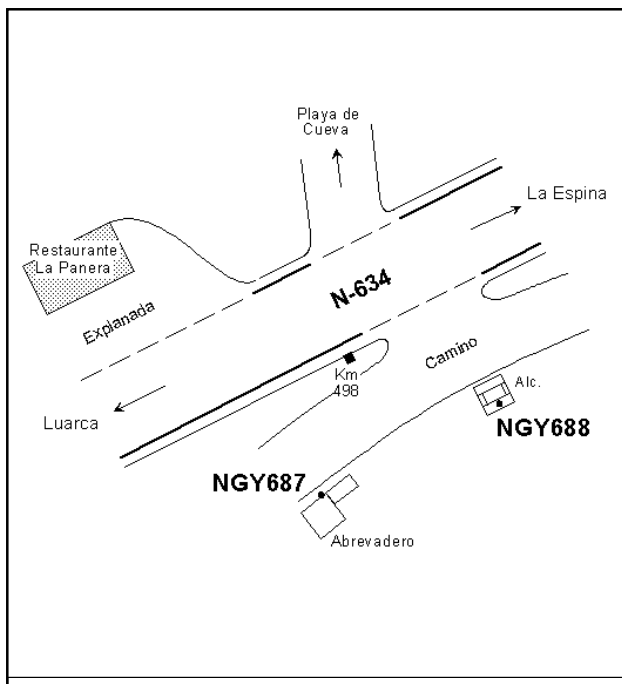 Playa de
Cueva
La Espina
Restaurante
La Panera
N-634
Explanada
Camino
Km
498
Alc.
Luarca
NGY688
NGY687
Abrevadero